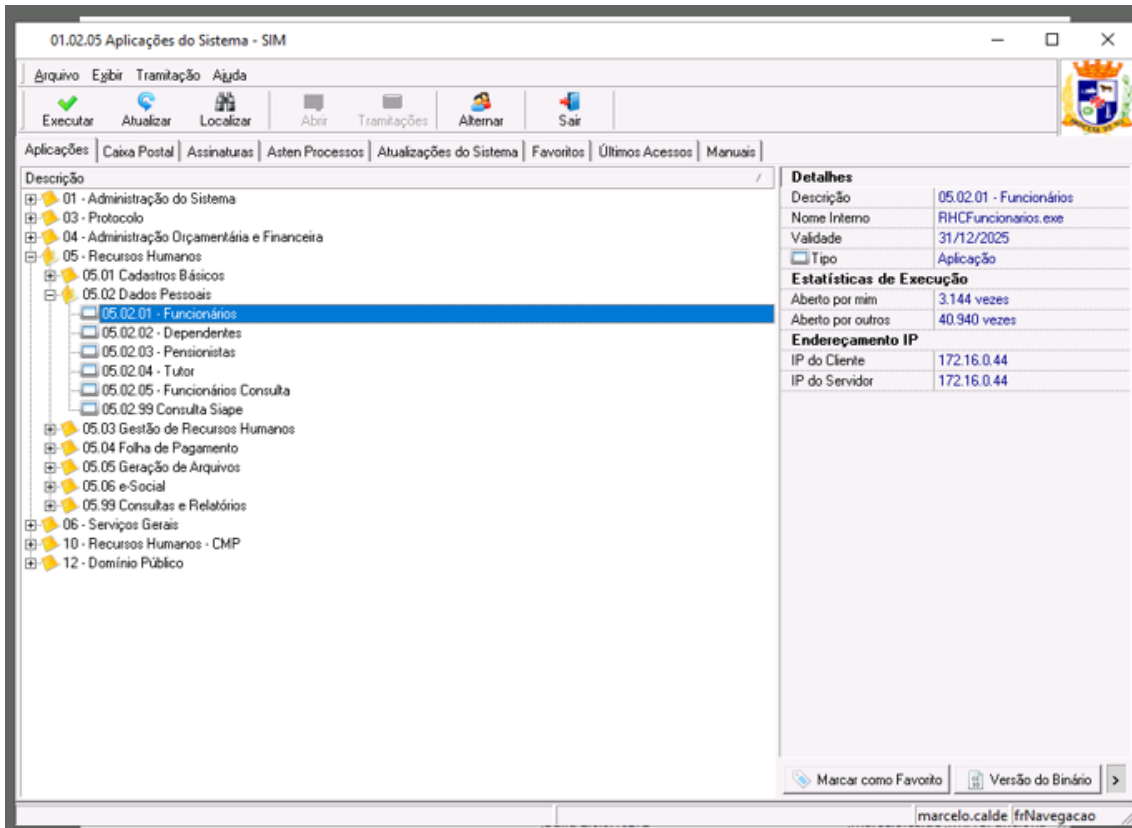 01.02.05 Aplicações do Sistema - SIM
Arquivo Exibir Tramitação Ajuda
Executar Atualizar Localizar Abrir Tramitações Alternar Sair
Aplicações Caixa Postal Assinaturas Asten Processos Atualizações do Sistema Favoritos Últimos Acessos Manuais
Descrição
01 - Administração do Sistema
03 - Protocolo
04 - Administração Orçamentária e Financeira
05 - Recursos Humanos
05.01 Cadastros Básicos
05.02 Dados Pessoais
05.02.01 - Funcionários
05.02.02 - Dependentes
05.02.03 - Pensionistas
05.02.04 - Tutor
05.02.05 - Funcionários Consulta
05.02.99 Consulta Siape
05.03 Gestão de Recursos Humanos
05.04 Folha de Pagamento
05.05 Geração de Arquivos
05.06 e-Social
05.99 Consultas e Relatórios
06 - Serviços Gerais
10 - Recursos Humanos - CMP
12 - Domínio Público
Detalhes
Descrição 05.02.01 - Funcionários
Nome Interno RHCFuncionarios.exe
Validade 31/12/2025
Tipo Aplicação
Estatísticas de Execução
Aberto por mim 3.144 vezes
Aberto por outros 40.940 vezes
Endereçamento IP
IP do Cliente 172.16.0.44
IP do Servidor 172.16.0.44
Marcar como Favorito Versão do Binário
marcelo.calde frNavegacao